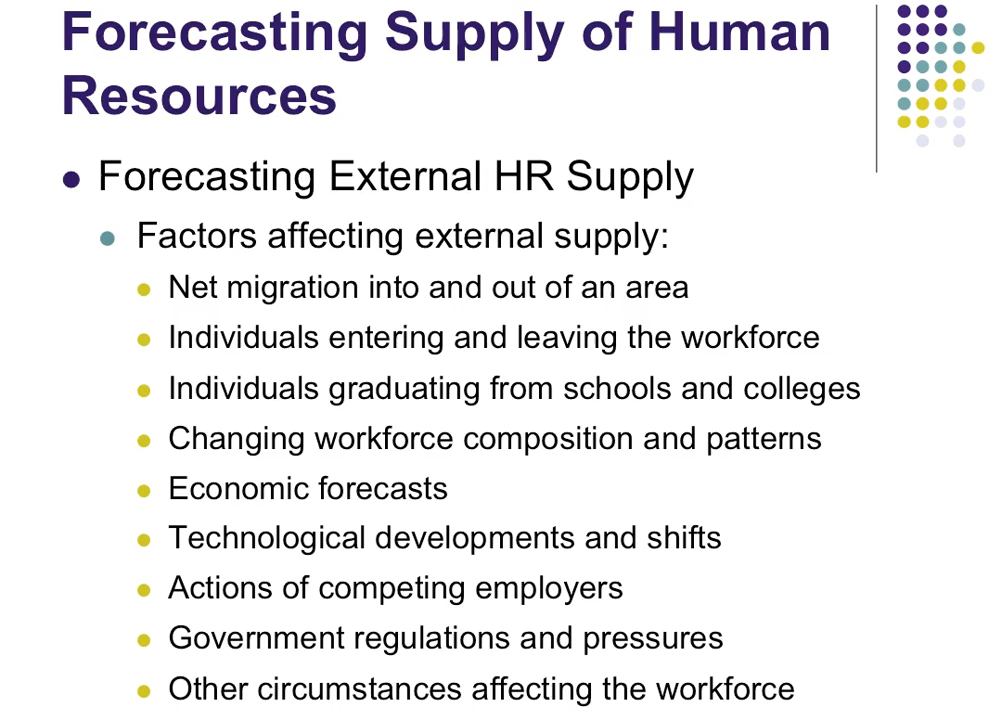 Forecasting Supply of Human
Resources
Forecasting External HR Supply
Factors affecting external supply:
Net migration into and out of an area
Individuals entering and leaving the workforce
Individuals graduating from schools and colleges
Changing workforce composition and patterns
Economic forecasts
Technological developments and shifts
Actions of competing employers
Government regulations and pressures
Other circumstances affecting the workforce